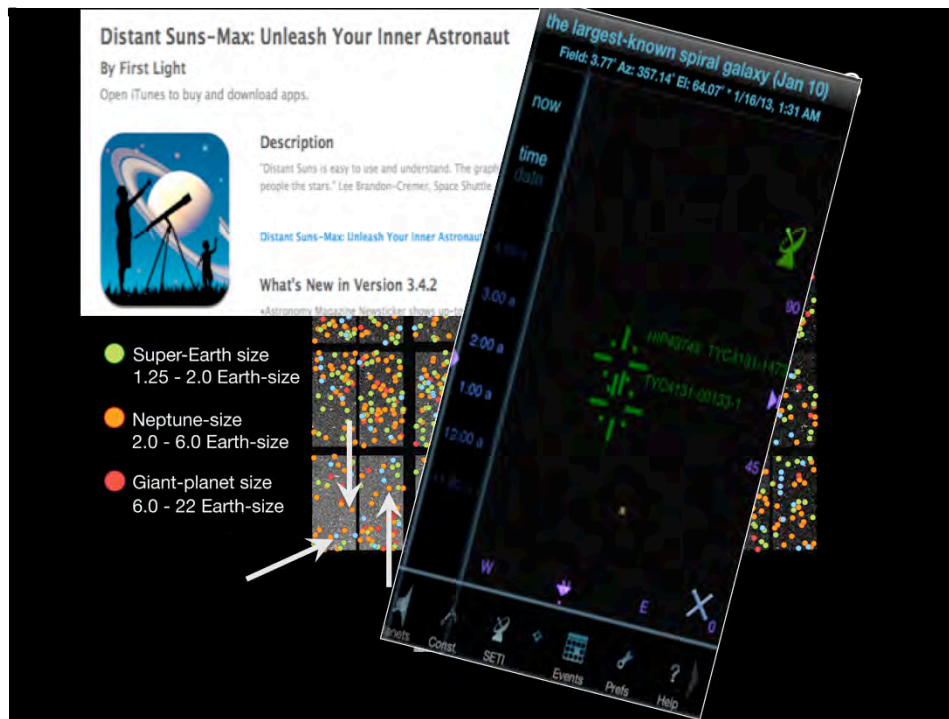 Distant Suns-Max: Unleash Your Inner Astronaut
By First Light
Open iTunes to buy and download apps.
Description
"Distant Suns is easy to use and understand. The graph
people the stars." Lee Brandon-Cremer, Space Shuttle
Distant Suns-Max: Unleash Your Inner Astronaut
What's New in Version 3.4.2
•Astronomy Magazine Newsticker shows up-to
Super-Earth size
1.25 - 2.0 Earth-size
Neptune-size
2.0 - 6.0 Earth-size
Giant-planet size
6.0 - 22 Earth-size
the largest-known spiral galaxy (Jan 10)
Field: 3.77° Az: 357.14° El: 64.07° * 1/16/13, 1:31 AM
now
time
date
3:00 a
2:00 a
1:00 a
12:00 a
90
TYC4131-00133-1
45
W
N
E
0
anets
Const.
SETI
Events
Prefs
?
Help